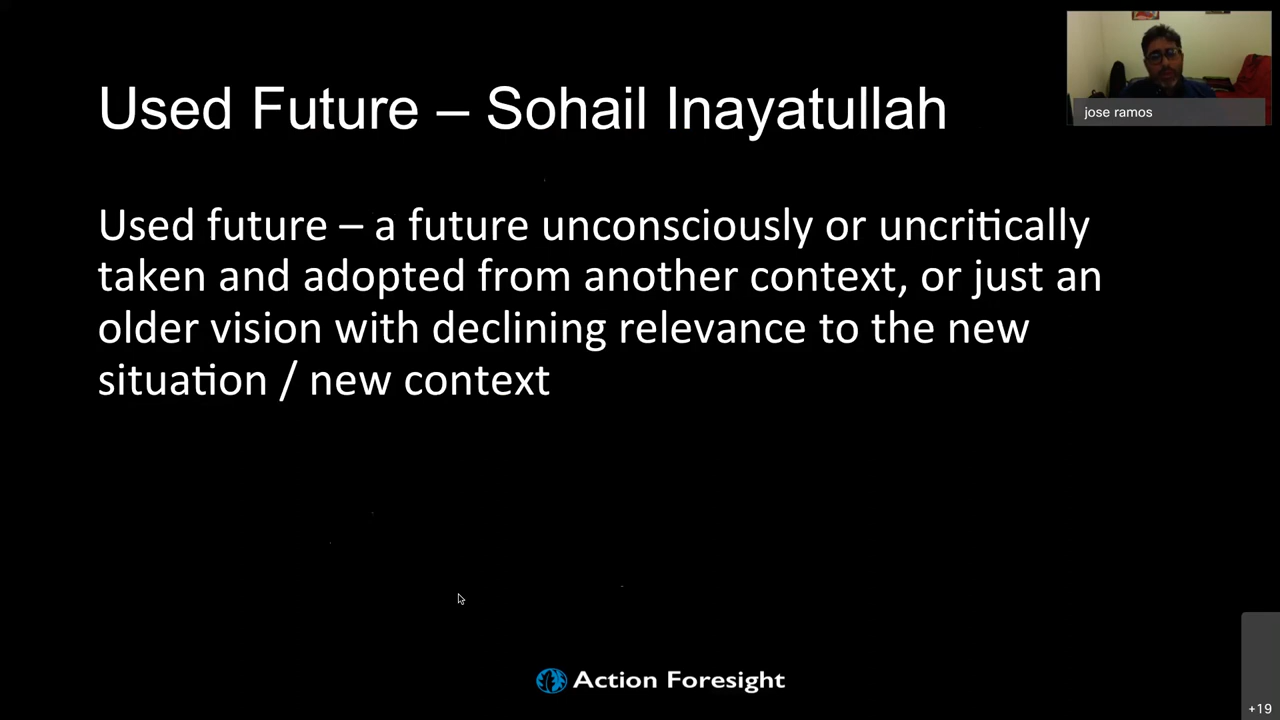 Used Future – Sohail Inayatullah
jose ramos
Used future – a future unconsciously or uncritically
taken and adopted from another context, or just an
older vision with declining relevance to the new
situation / new context
Action Foresight
+19